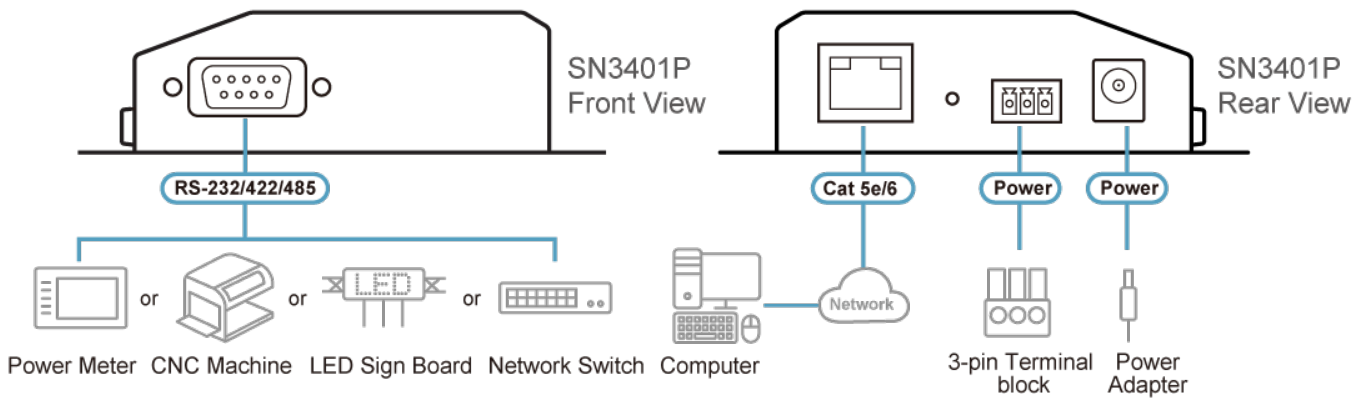 SN3401P
Front View
SN3401P
Rear View
RS-232/422/485
Cat 5e/6
Power
Power
LED
Network
or
or
or
Power Meter
CNC Machine
LED Sign Board
Network Switch
Computer
3-pin Terminal
block
Power
Adapter